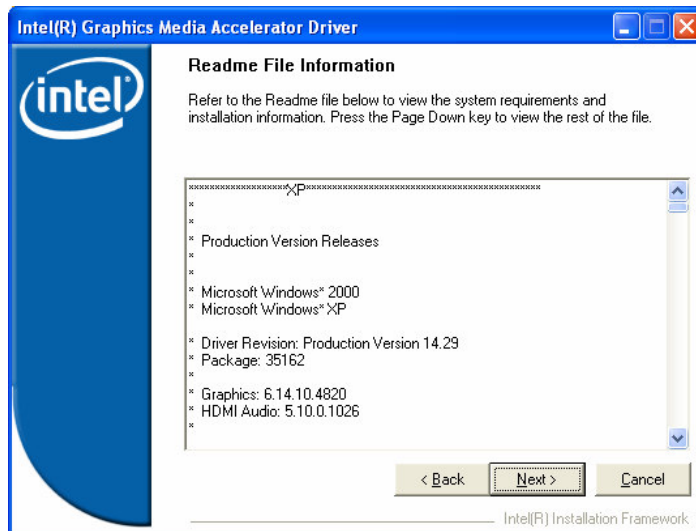 Intel(R) Graphics Media Accelerator Driver
intel
Readme File Information
Refer to the Readme file below to view the system requirements and
installation information. Press the Page Down key to view the rest of the file.
*******************XP*********************************************
*
*
* Production Version Releases
*
*
* Microsoft Windows* 2000
* Microsoft Windows* XP
*
* Driver Revision: Production Version 14.29
* Package: 35162
*
* Graphics: 6.14.10.4820
* HDMI Audio: 5.10.0.1026
*
< Back
Next >
Cancel
Intel(R) Installation Framework